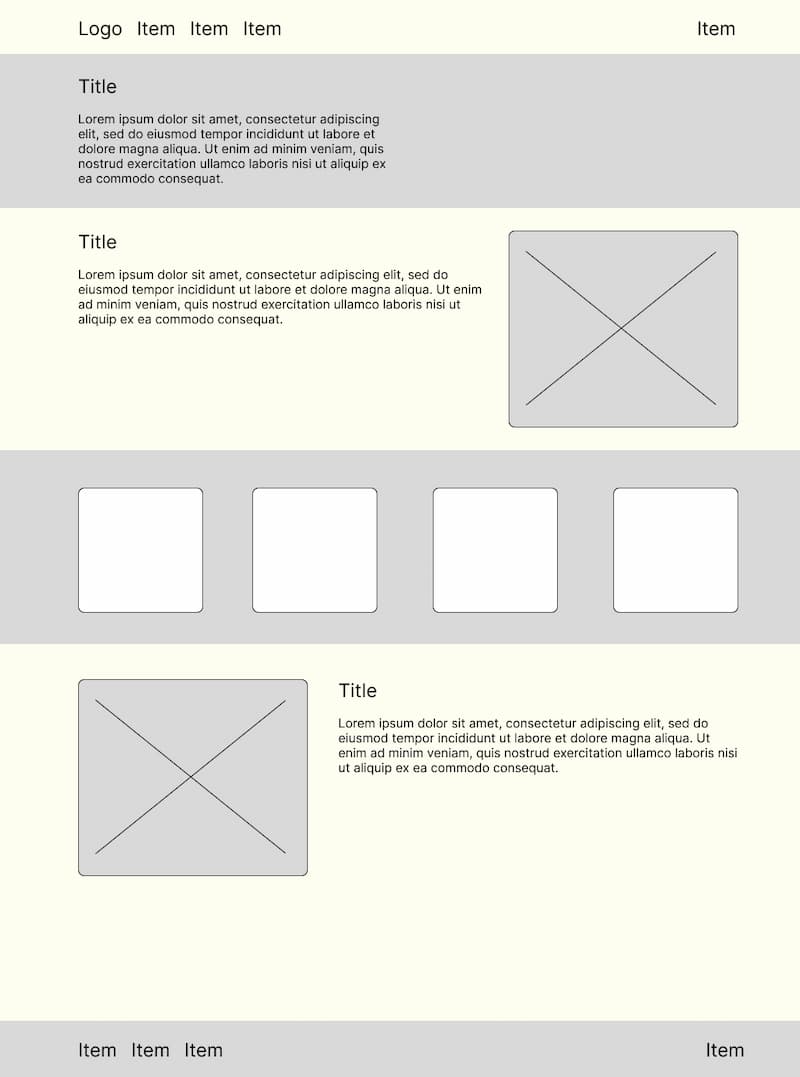 Logo Item Item Item Item
Title
Lorem ipsum dolor sit amet, consectetur adipiscing
elit, sed do eiusmod tempor incididunt ut labore et
dolore magna aliqua. Ut enim ad minim veniam, quis
nostrud exercitation ullamco laboris nisi ut aliquip ex
ea commodo consequat.
Title
Lorem ipsum dolor sit amet, consectetur adipiscing elit, sed do
eiusmod tempor incididunt ut labore et dolore magna aliqua. Ut enim
ad minim veniam, quis nostrud exercitation ullamco laboris nisi ut
aliquip ex ea commodo consequat.
Title
Lorem ipsum dolor sit amet, consectetur adipiscing elit, sed do
eiusmod tempor incididunt ut labore et dolore magna aliqua. Ut
enim ad minim veniam, quis nostrud exercitation ullamco laboris nisi
ut aliquip ex ea commodo consequat.
Item Item Item Item